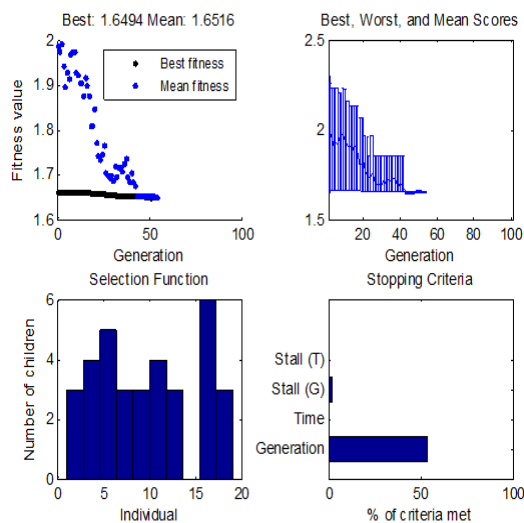 Best: 1.6494 Mean: 1.6516
2
1.9
1.8
1.7
1.6
Fitness value
Best fitness
Mean fitness
0 50 100
Generation
Best, Worst, and Mean Scores
2.5
2
1.5
20 40 60 80 100
Generation
Selection Function
6
4
2
0
Number of children
0 5 10 15 20
Individual
Stopping Criteria
Stall (T)
Stall (G)
Time
Generation
0 50 100
% of criteria met